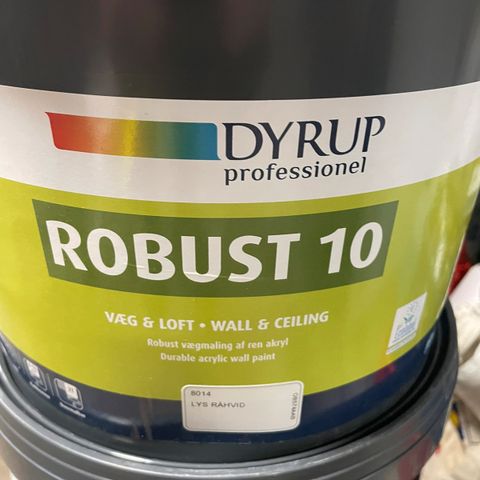 DYRUP
professionel
ROBUST 10
VÆG & LOFT • WALL & CEILING
Robust vægmaling af ren akryl
Durable acrylic wall paint
8014
LYS RÅHVID